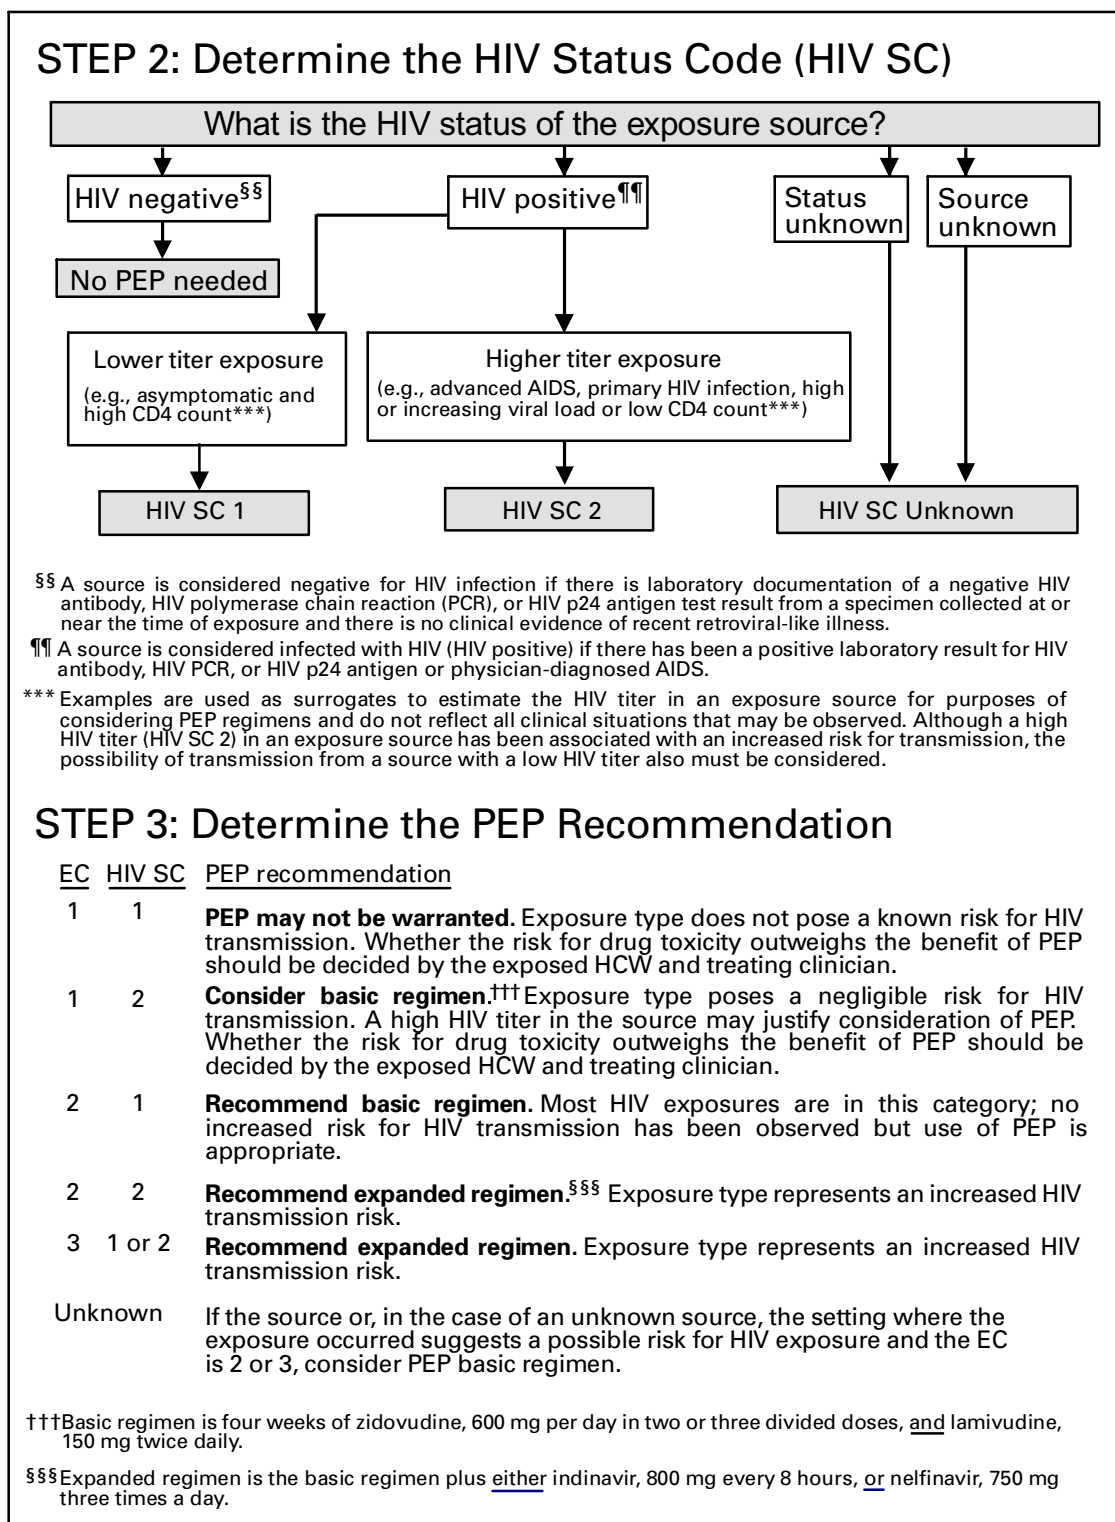 STEP 2: Determine the HIV Status Code (HIV SC)
What is the HIV status of the exposure source?
HIV negative§§
HIV positive¶¶
Status
unknown
Source
unknown
No PEP needed
Lower titer exposure
(e.g., asymptomatic and
high CD4 count***)
Higher titer exposure
(e.g., advanced AIDS, primary HIV infection, high
or increasing viral load or low CD4 count***)
HIV SC 1
HIV SC 2
HIV SC Unknown
§§ A source is considered negative for HIV infection if there is laboratory documentation of a negative HIV
antibody, HIV polymerase chain reaction (PCR), or HIV p24 antigen test result from a specimen collected at or
near the time of exposure and there is no clinical evidence of recent retroviral-like illness.
¶¶ A source is considered infected with HIV (HIV positive) if there has been a positive laboratory result for HIV
antibody, HIV PCR, or HIV p24 antigen or physician-diagnosed AIDS.
*** Examples are used as surrogates to estimate the HIV titer in an exposure source for purposes of
considering PEP regimens and do not reflect all clinical situations that may be observed. Although a high
HIV titer (HIV SC 2) in an exposure source has been associated with an increased risk for transmission, the
possibility of transmission from a source with a low HIV titer also must be considered.
STEP 3: Determine the PEP Recommendation
EC HIV SC PEP recommendation
1 1 PEP may not be warranted. Exposure type does not pose a known risk for HIV
transmission. Whether the risk for drug toxicity outweighs the benefit of PEP
should be decided by the exposed HCW and treating clinician.
1 2 Consider basic regimen.††† Exposure type poses a negligible risk for HIV
transmission. A high HIV titer in the source may justify consideration of PEP.
Whether the risk for drug toxicity outweighs the benefit of PEP should be
decided by the exposed HCW and treating clinician.
2 1 Recommend basic regimen. Most HIV exposures are in this category; no
increased risk for HIV transmission has been observed but use of PEP is
appropriate.
2 2 Recommend expanded regimen.§§§ Exposure type represents an increased HIV
transmission risk.
3 1 or 2 Recommend expanded regimen. Exposure type represents an increased HIV
transmission risk.
Unknown If the source or, in the case of an unknown source, the setting where the
exposure occurred suggests a possible risk for HIV exposure and the EC
is 2 or 3, consider PEP basic regimen.
†††Basic regimen is four weeks of zidovudine, 600 mg per day in two or three divided doses, and lamivudine,
150 mg twice daily.
§§§Expanded regimen is the basic regimen plus either indinavir, 800 mg every 8 hours, or nelfinavir, 750 mg
three times a day.